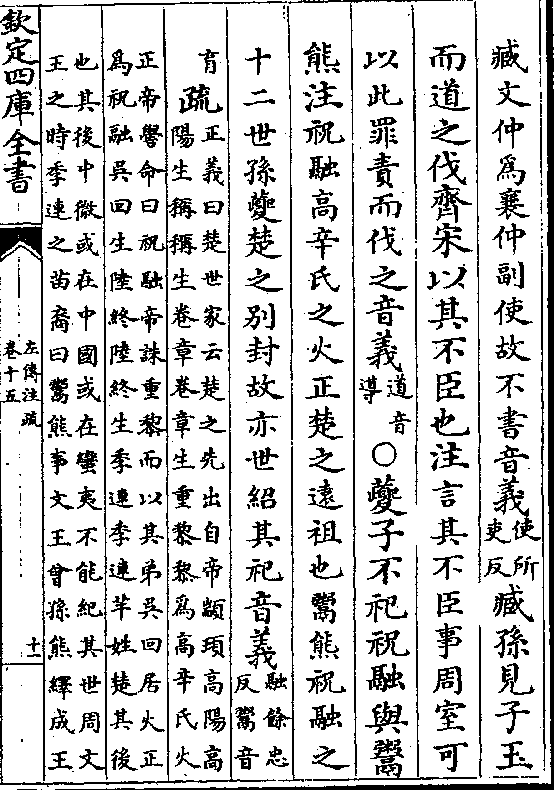 臧文仲爲襄仲副使故不書音義使所吏反臧孫見子玉
而道之伐齊宋以其不臣也注言其不臣事周室可
以此罪責而伐之音義道音導○夔子不祀祝融與鬻
熊注祝融高辛氏之火正楚之遠祖也鬻熊祝融之
十二世孫夔楚之別封故亦世紹其祀音義融餘忠反鬻音
育疏正義曰楚世家云楚之先出自帝顓頊高陽高
陽生稱稱生卷章卷章生重黎黎爲高辛氏火
正帝嚳命曰祝融帝誅重黎而以其弟吳回居火正
爲祝融吳回生陸終陸終生季連季連芊姓楚其後
也其後中微或在中國或在蠻夷不能紀其世周文
王之時季連之苗裔曰鬻熊事文王曾孫熊繹成王
欽定四庫全書
左傳注疏
卷十五
十一